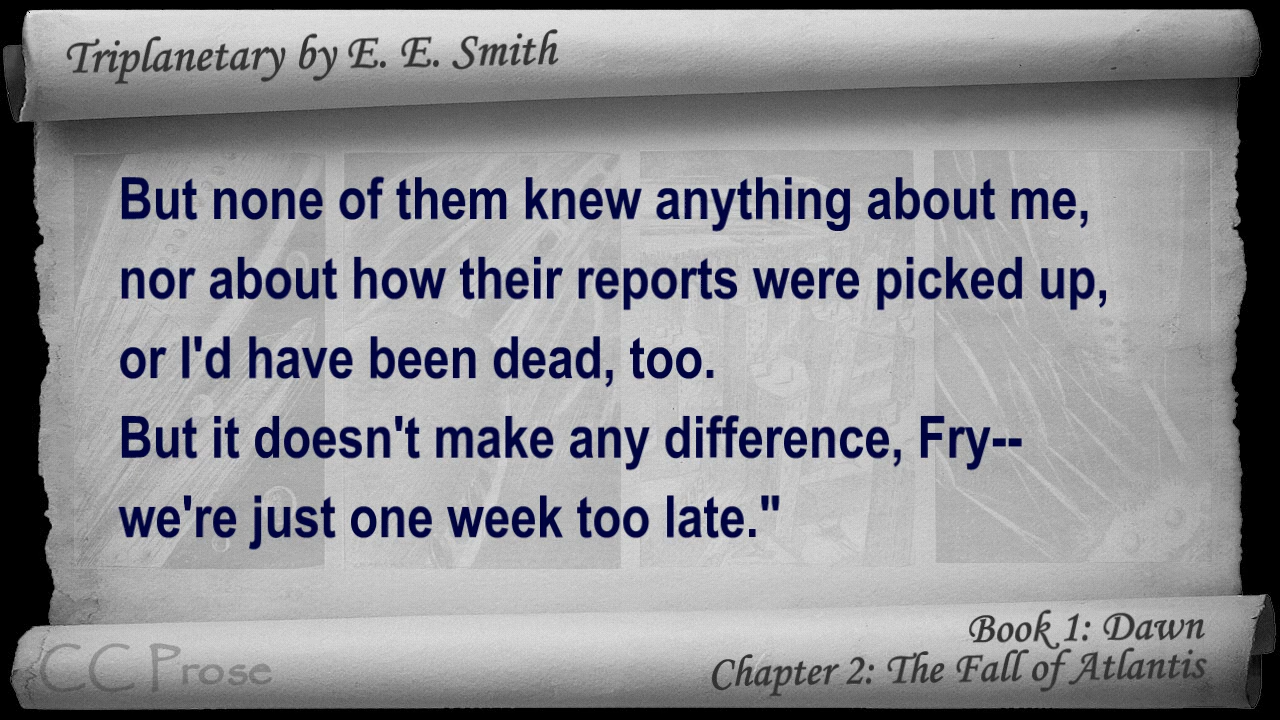 Triplanetary by E. E. Smith
But none of them knew anything about me,
nor about how their reports were picked up,
or I'd have been dead, too.
But it doesn't make any difference, Fry--
we're just one week too late."
Book 1: Dawn
Chapter 2: The Fall of Atlantis
CC Prose